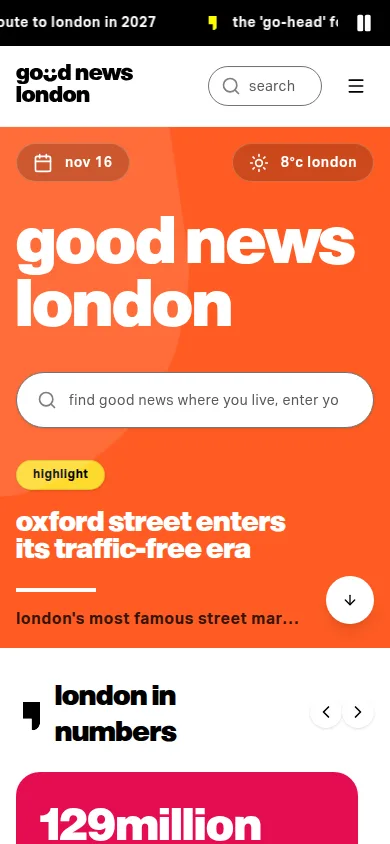 oute to london in 2027 the 'go-head' f
good news
london
search
nov 16
8°c london
good news
london
find good news where you live, enter yo
highlight
oxford street enters
its traffic-free era
london's most famous street mar...
london in
numbers
129million